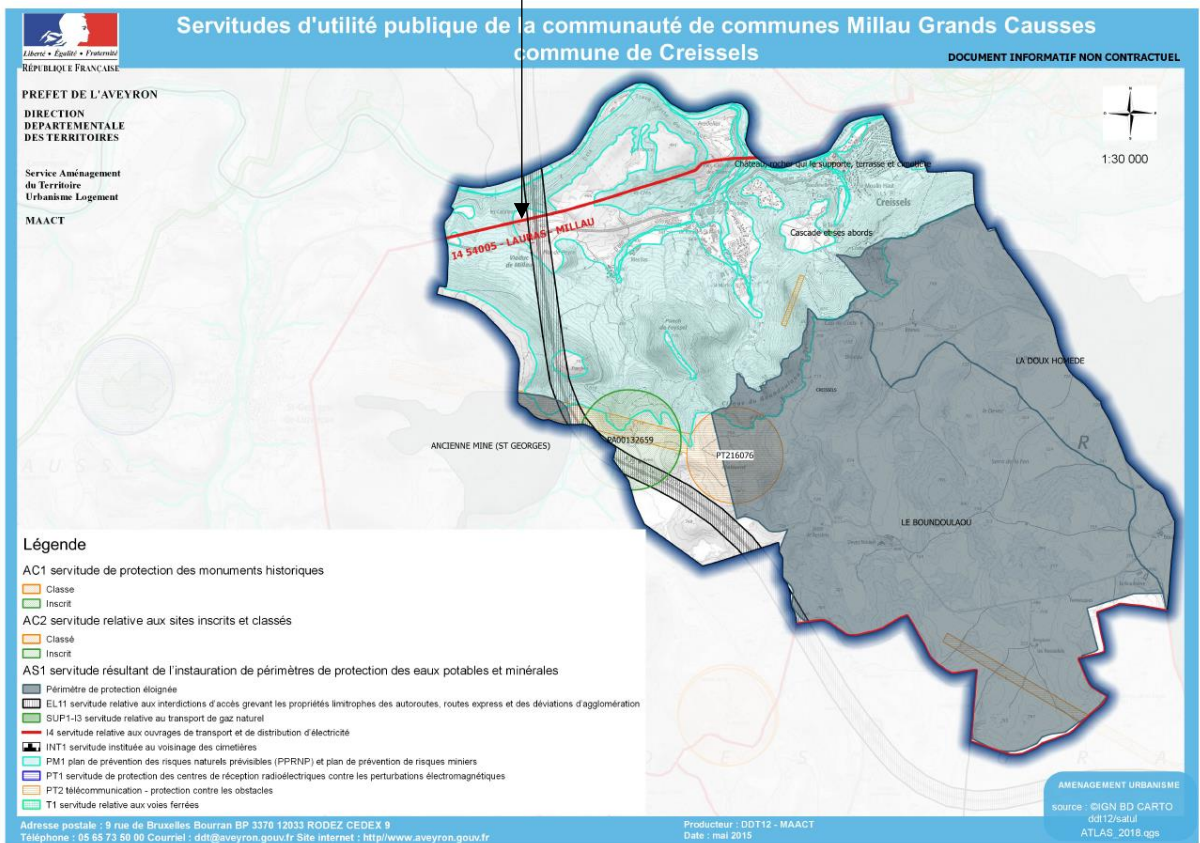 Servitudes d'utilité publique de la communauté de communes Millau Grands Causses
commune de Creissels
DOCUMENT INFORMATIF NON CONTRACTUEL
Liberté • Égalité • Fraternité
RÉPUBLIQUE FRANÇAISE
PREFET DE L'AVEYRON
DIRECTION
DEPARTEMENTALE
DES TERRITOIRES
Service Aménagement
du Territoire
Urbanisme Logement
MAACT
1:30 000
Château, rocher qui le supporte, terrasse et
Creissels
Cascade et ses abords
I4 54005 - LAURAS - MILLAU
Viaduc
de Millau
LA DOUX HOMEDE
CREISSELS
ANCIENNE MINE (ST GEORGES)
PA00132659
PT216076
LE BOUNDOULAOU
Légende
AC1 servitude de protection des monuments historiques
Classe
Inscrit
AC2 servitude relative aux sites inscrits et classés
Classé
Inscrit
AS1 servitude résultant de l'instauration de périmètres de protection des eaux potables et minérales
Périmètre de protection éloignée
EL11 servitude relative aux interdictions d'accès grevant les propriétés limitrophes des autoroutes, routes express et des déviations d'agglomération
SUP1-I3 servitude relative au transport de gaz naturel
I4 servitude relative aux ouvrages de transport et de distribution d'électricité
INT1 servitude instituée au voisinage des cimetières
PM1 plan de prévention des risques naturels prévisibles (PPRNP) et plan de prévention de risques miniers
PT1 servitude de protection des centres de réception radioélectriques contre les perturbations électromagnétiques
PT2 télécommunication - protection contre les obstacles
T1 servitude relative aux voies ferrées
AMENAGEMENT URBANISME
source : ©IGN BD CARTO
ddt12/satul
ATLAS_2018.qgs
Adresse postale : 9 rue de Bruxelles Bourran BP 3370 12033 RODEZ CEDEX 9
Téléphone : 05 65 73 50 00 Courriel : ddt@aveyron.gouv.fr Site internet : http//www.aveyron.gouv.fr
Producteur : DDT12 - MAACT
Date : mai 2015